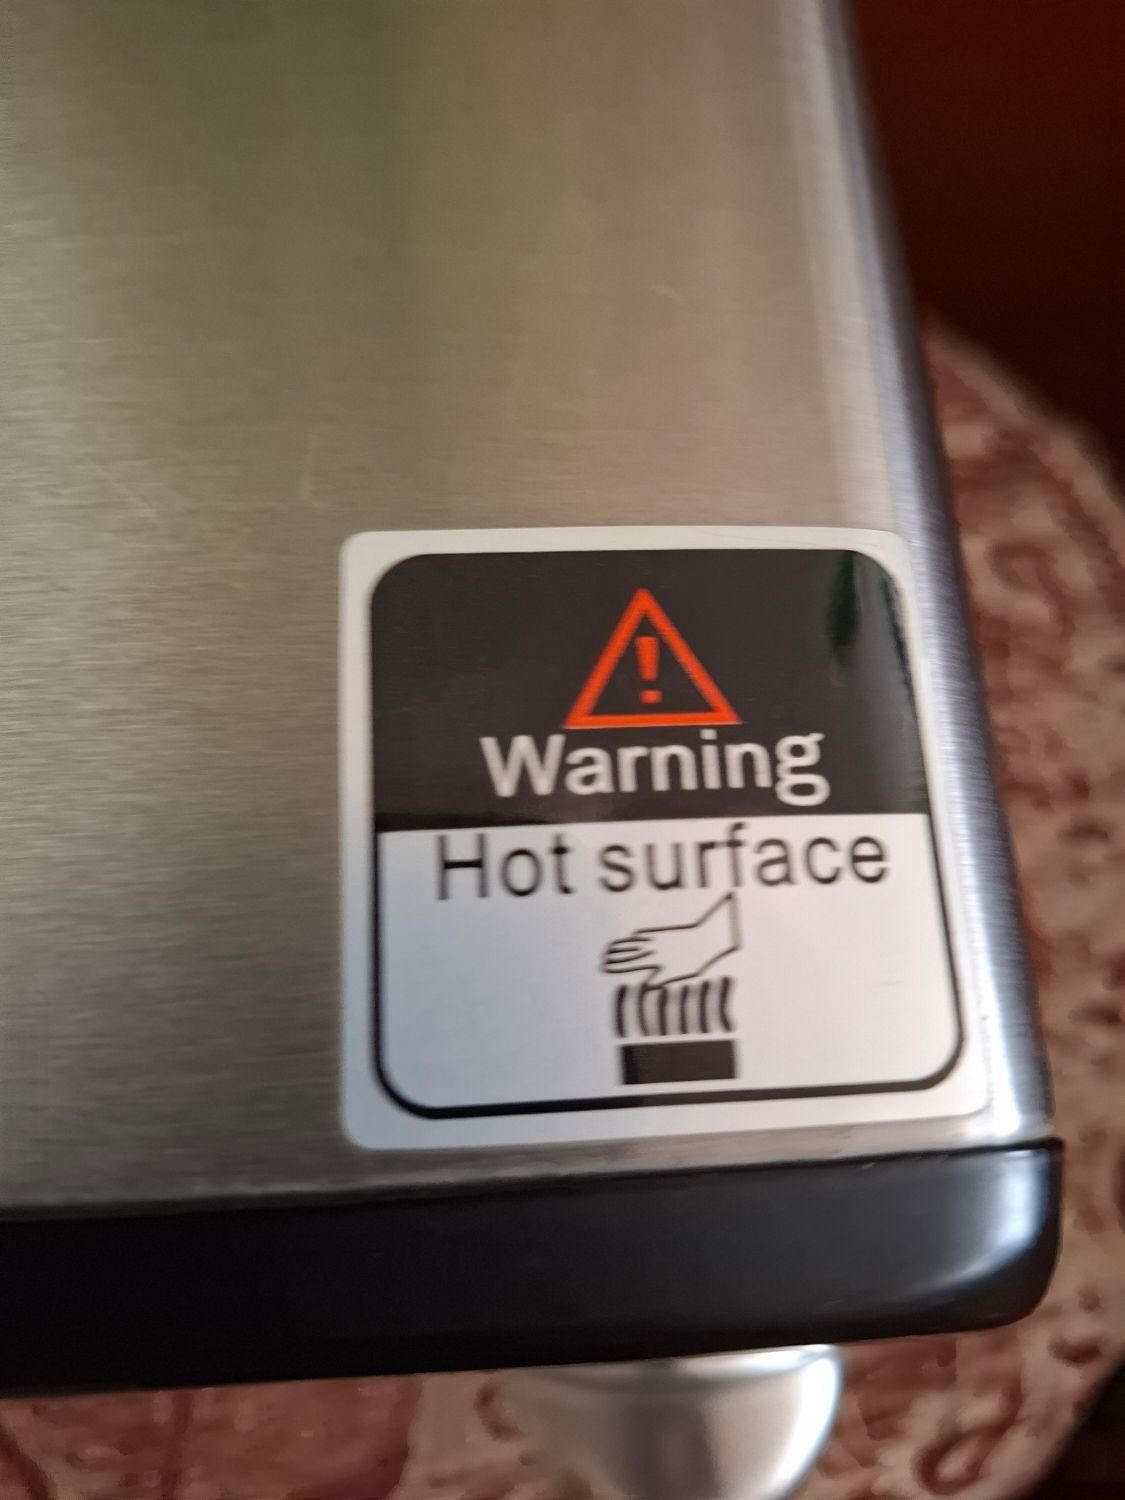 !
Warning
Hot surface